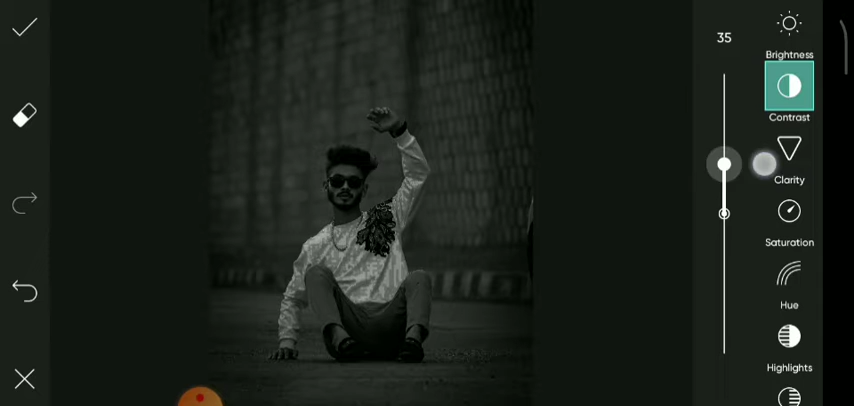 35
Brightness
Contrast
Clarity
Saturation
Hue
Highlights